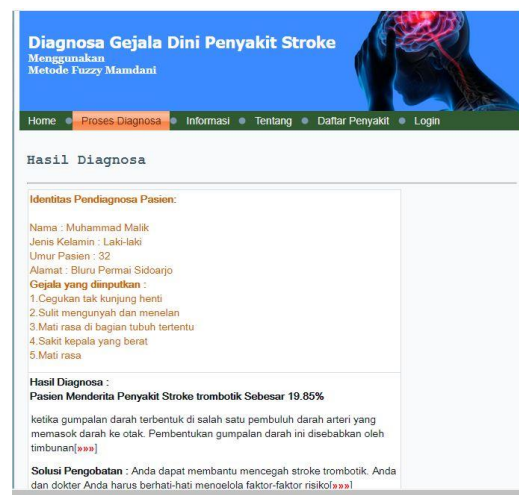 Diagnosa Gejala Dini Penyakit Stroke
Menggunakan
Metode Fuzzy Mamdani
Home Proses Diagnosa Informasi Tentang Daftar Penyakit Login
Hasil Diagnosa
Identitas Pendiagnosa Pasien:
Nama : Muhammad Malik
Jenis Kelamin : Laki-laki
Umur Pasien : 32
Alamat : Bluru Permai Sidoarjo
Gejala yang diinputkan :
1.Cegukan tak kunjung henti
2.Sulit mengunyah dan menelan
3.Mati rasa di bagian tubuh tertentu
4.Sakit kepala yang berat
5.Mati rasa
Hasil Diagnosa :
Pasien Menderita Penyakit Stroke trombotik Sebesar 19.85%
ketika gumpalan darah terbentuk di salah satu pembuluh darah arteri yang
memasok darah ke otak. Pembentukan gumpalan darah ini disebabkan oleh
timbunan[»»»]
Solusi Pengobatan : Anda dapat membantu mencegah stroke trombotik. Anda
dan dokter Anda harus berhati-hati mengelola faktor-faktor risikol[»»»]